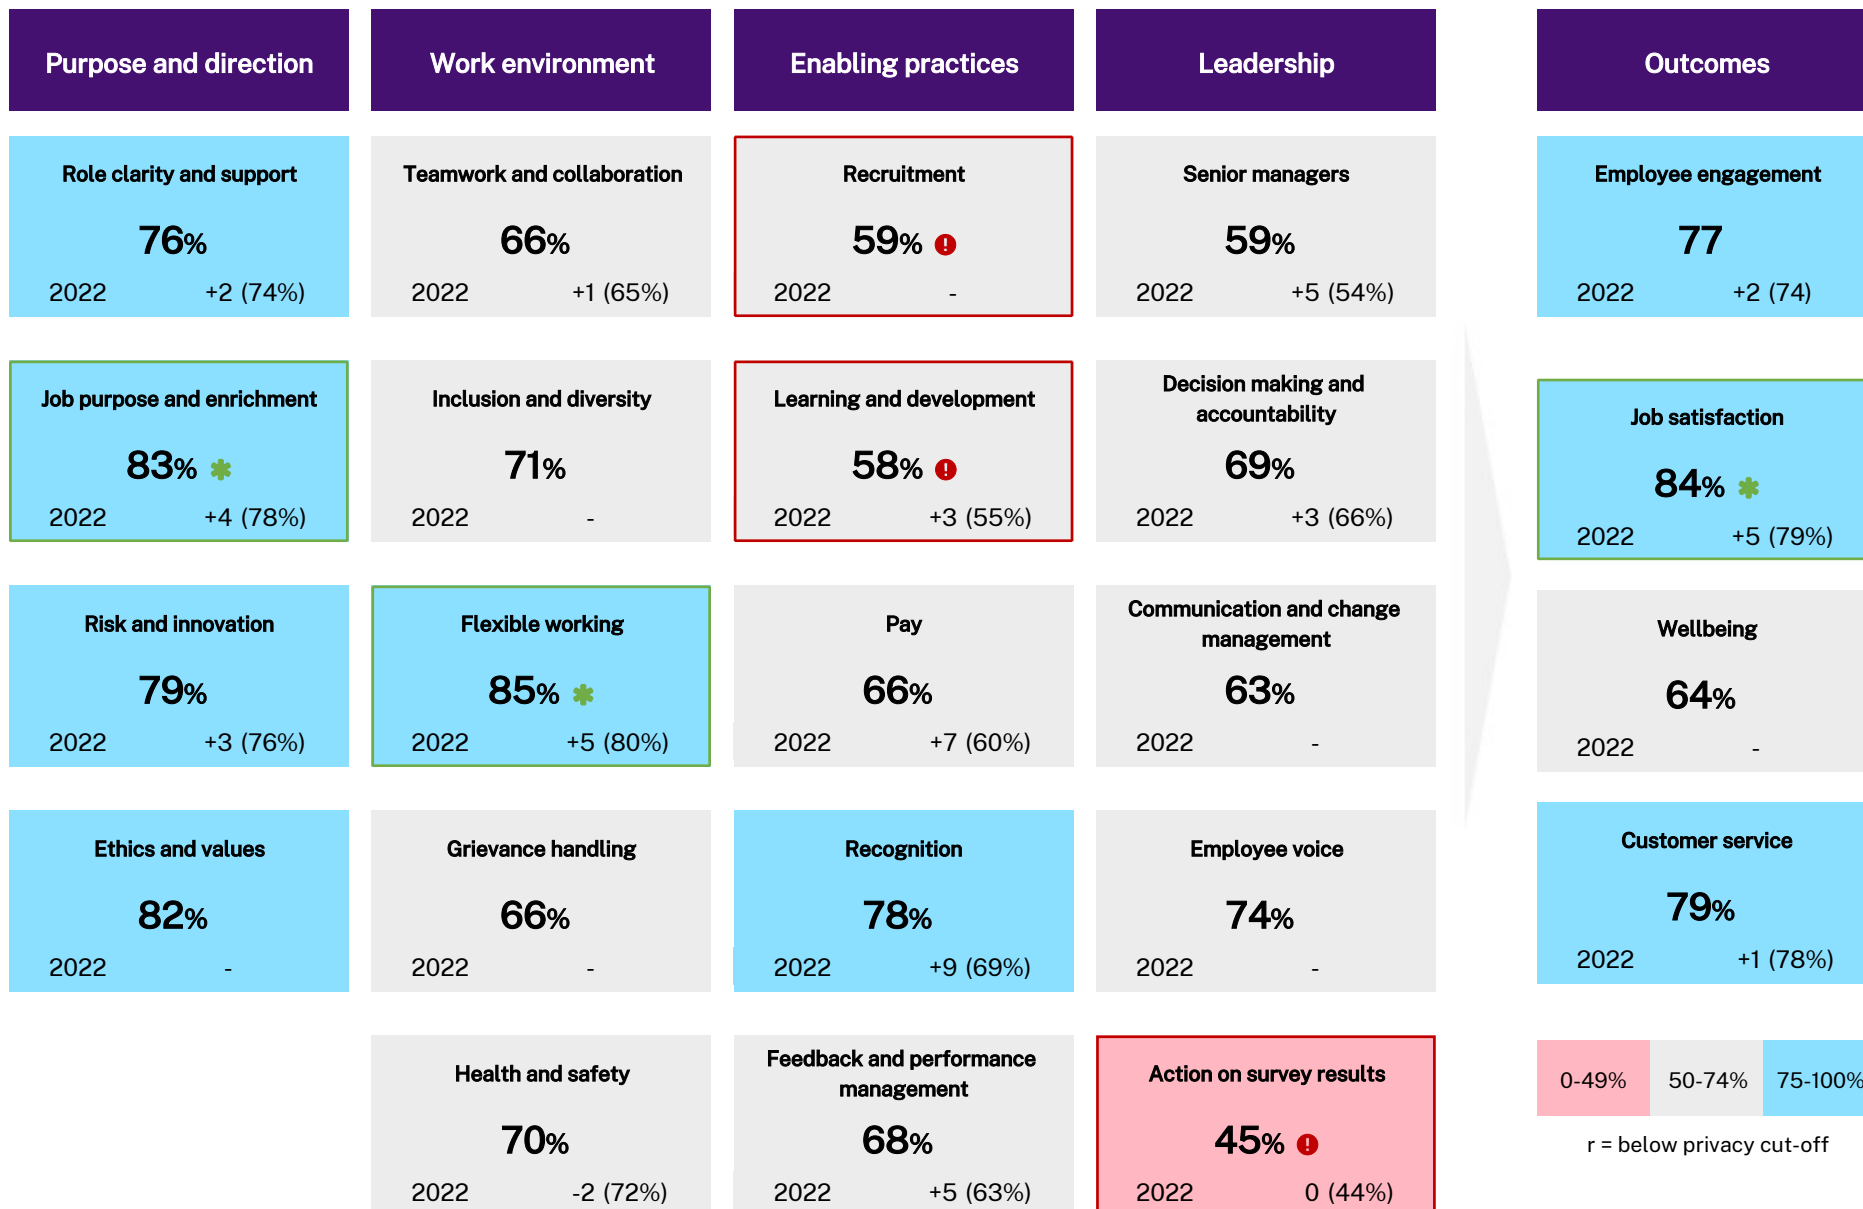 Purpose and direction
Role clarity and support
76%
2022 +2 (74%)
Job purpose and enrichment
83%
2022 +4 (78%)
Risk and innovation
79%
2022 +3 (76%)
Ethics and values
82%
2022 -
Work environment
Teamwork and collaboration
66%
2022 +1 (65%)
Inclusion and diversity
71%
2022 -
Flexible working
85%
2022 +5 (80%)
Grievance handling
66%
2022 -
Health and safety
70%
2022 -2 (72%)
Enabling practices
Recruitment
59%
2022 -
Learning and development
58%
2022 +3 (55%)
Pay
66%
2022 +7 (60%)
Recognition
78%
2022 +9 (69%)
Feedback and performance
management
68%
2022 +5 (63%)
Leadership
Senior managers
59%
2022 +5 (54%)
Decision making and
accountability
69%
2022 +3 (66%)
Communication and change
management
63%
2022 -
Employee voice
74%
2022 -
Action on survey results
45%
2022 0 (44%)
Outcomes
Employee engagement
77
2022 +2 (74)
Job satisfaction
84%
2022 +5 (79%)
Wellbeing
64%
2022 -
Customer service
79%
2022 +1 (78%)
0-49% 50-74% 75-100%
r = below privacy cut-off